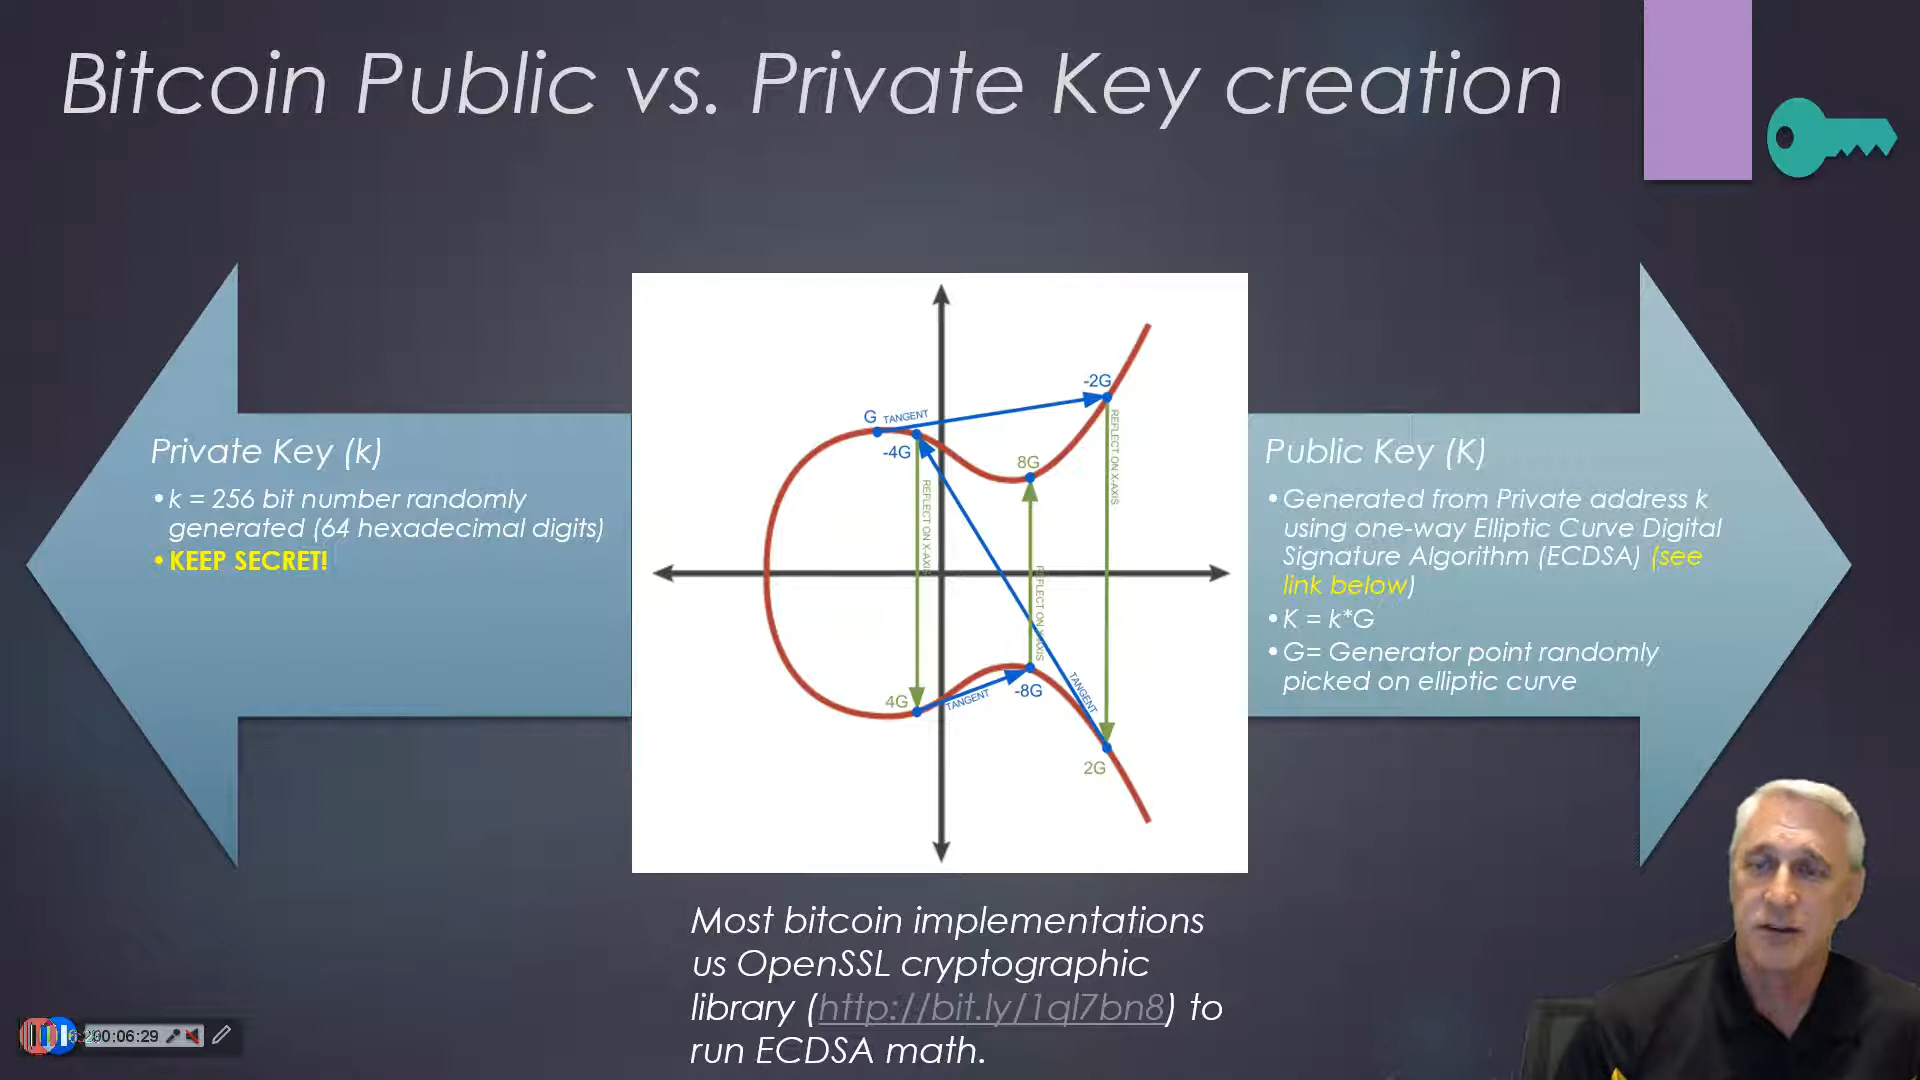 Bitcoin Public vs. Private Key creation
Private Key (k)
•k = 256 bit number randomly
generated (64 hexadecimal digits)
•KEEP SECRET!
G TANGENT
-4G
-2G
8G
REFLECT ON X-AXIS
REFLECT ON X-AXIS
REFLECT ON X-AXIS
4G
TANGENT
-8G
TANGENT
2G
Public Key (K)
•Generated from Private address k
using one-way Elliptic Curve Digital
Signature Algorithm (ECDSA) (see
link below)
•K = k*G
•G= Generator point randomly
picked on elliptic curve
Most bitcoin implementations
us OpenSSL cryptographic
library (http://bit.ly/1ql7bn8) to
run ECDSA math.
00:06:29